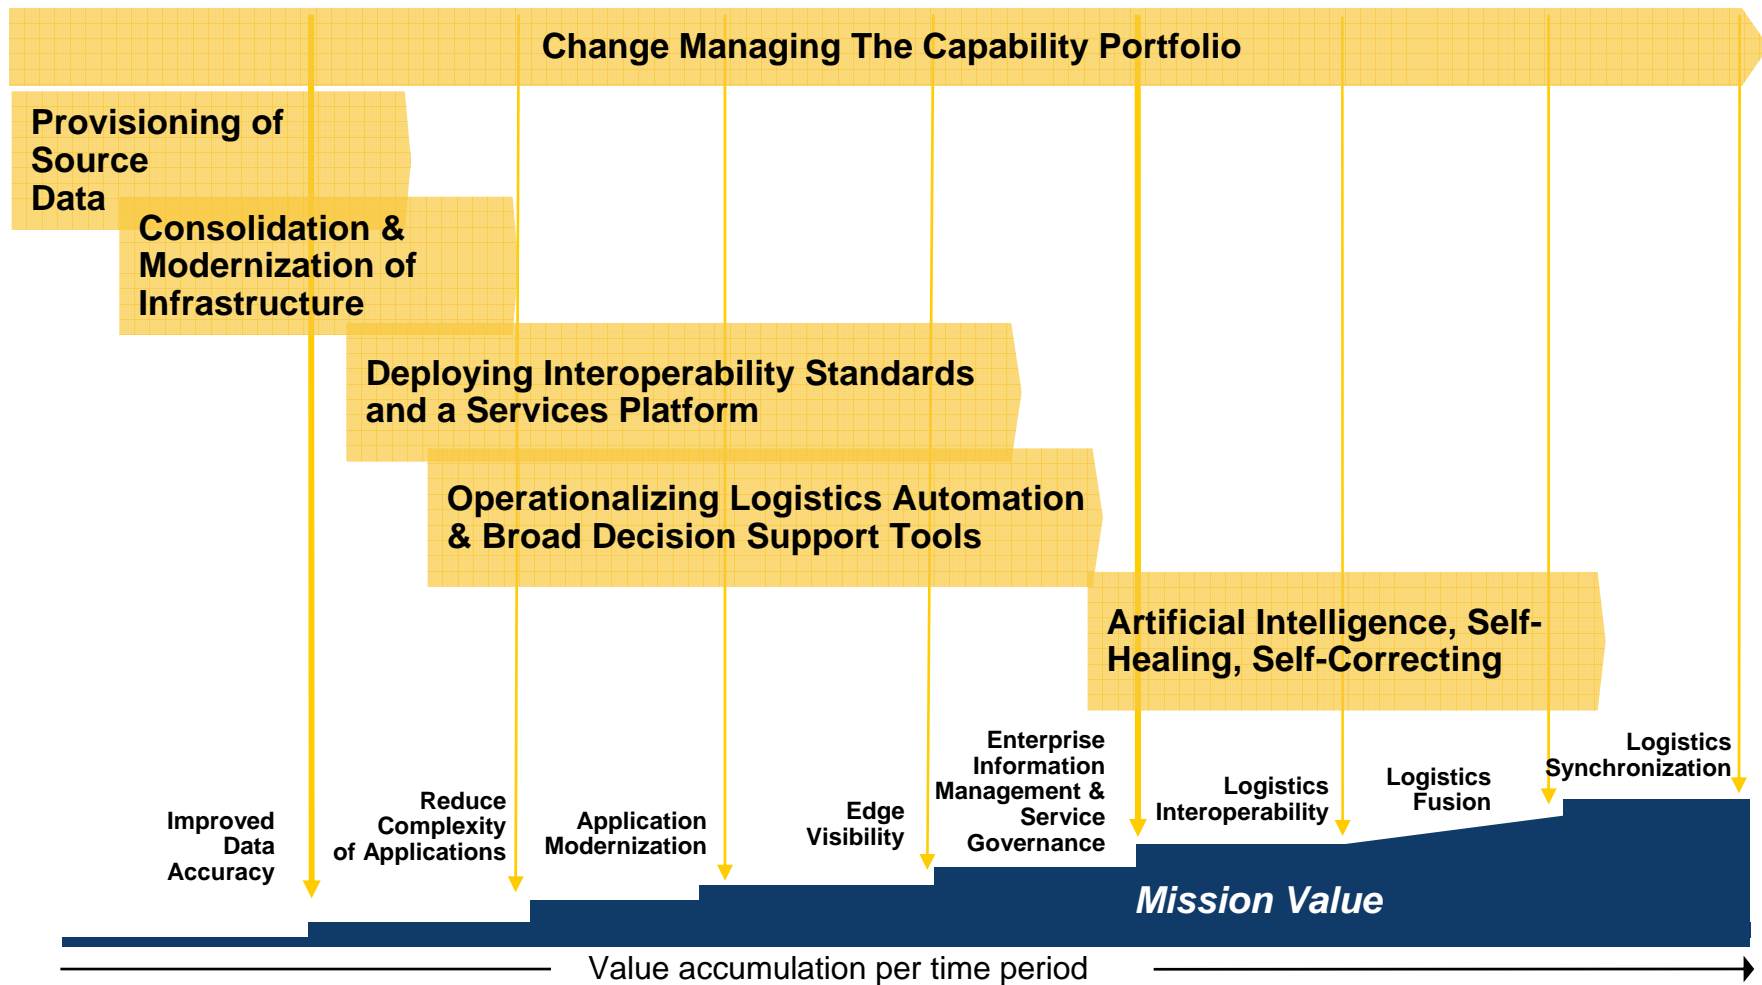 Change Managing The Capability Portfolio
Provisioning of
Source
Data
Consolidation &
Modernization of
Infrastructure
Deploying Interoperability Standards
and a Services Platform
Operationalizing Logistics Automation
& Broad Decision Support Tools
Artificial Intelligence, Self-
Healing, Self-Correcting
Improved
Data
Accuracy
Reduce
Complexity
of Applications
Application
Modernization
Edge
Visibility
Enterprise
Information
Management &
Service
Governance
Logistics
Interoperability
Logistics
Fusion
Logistics
Synchronization
Mission Value
Value accumulation per time period